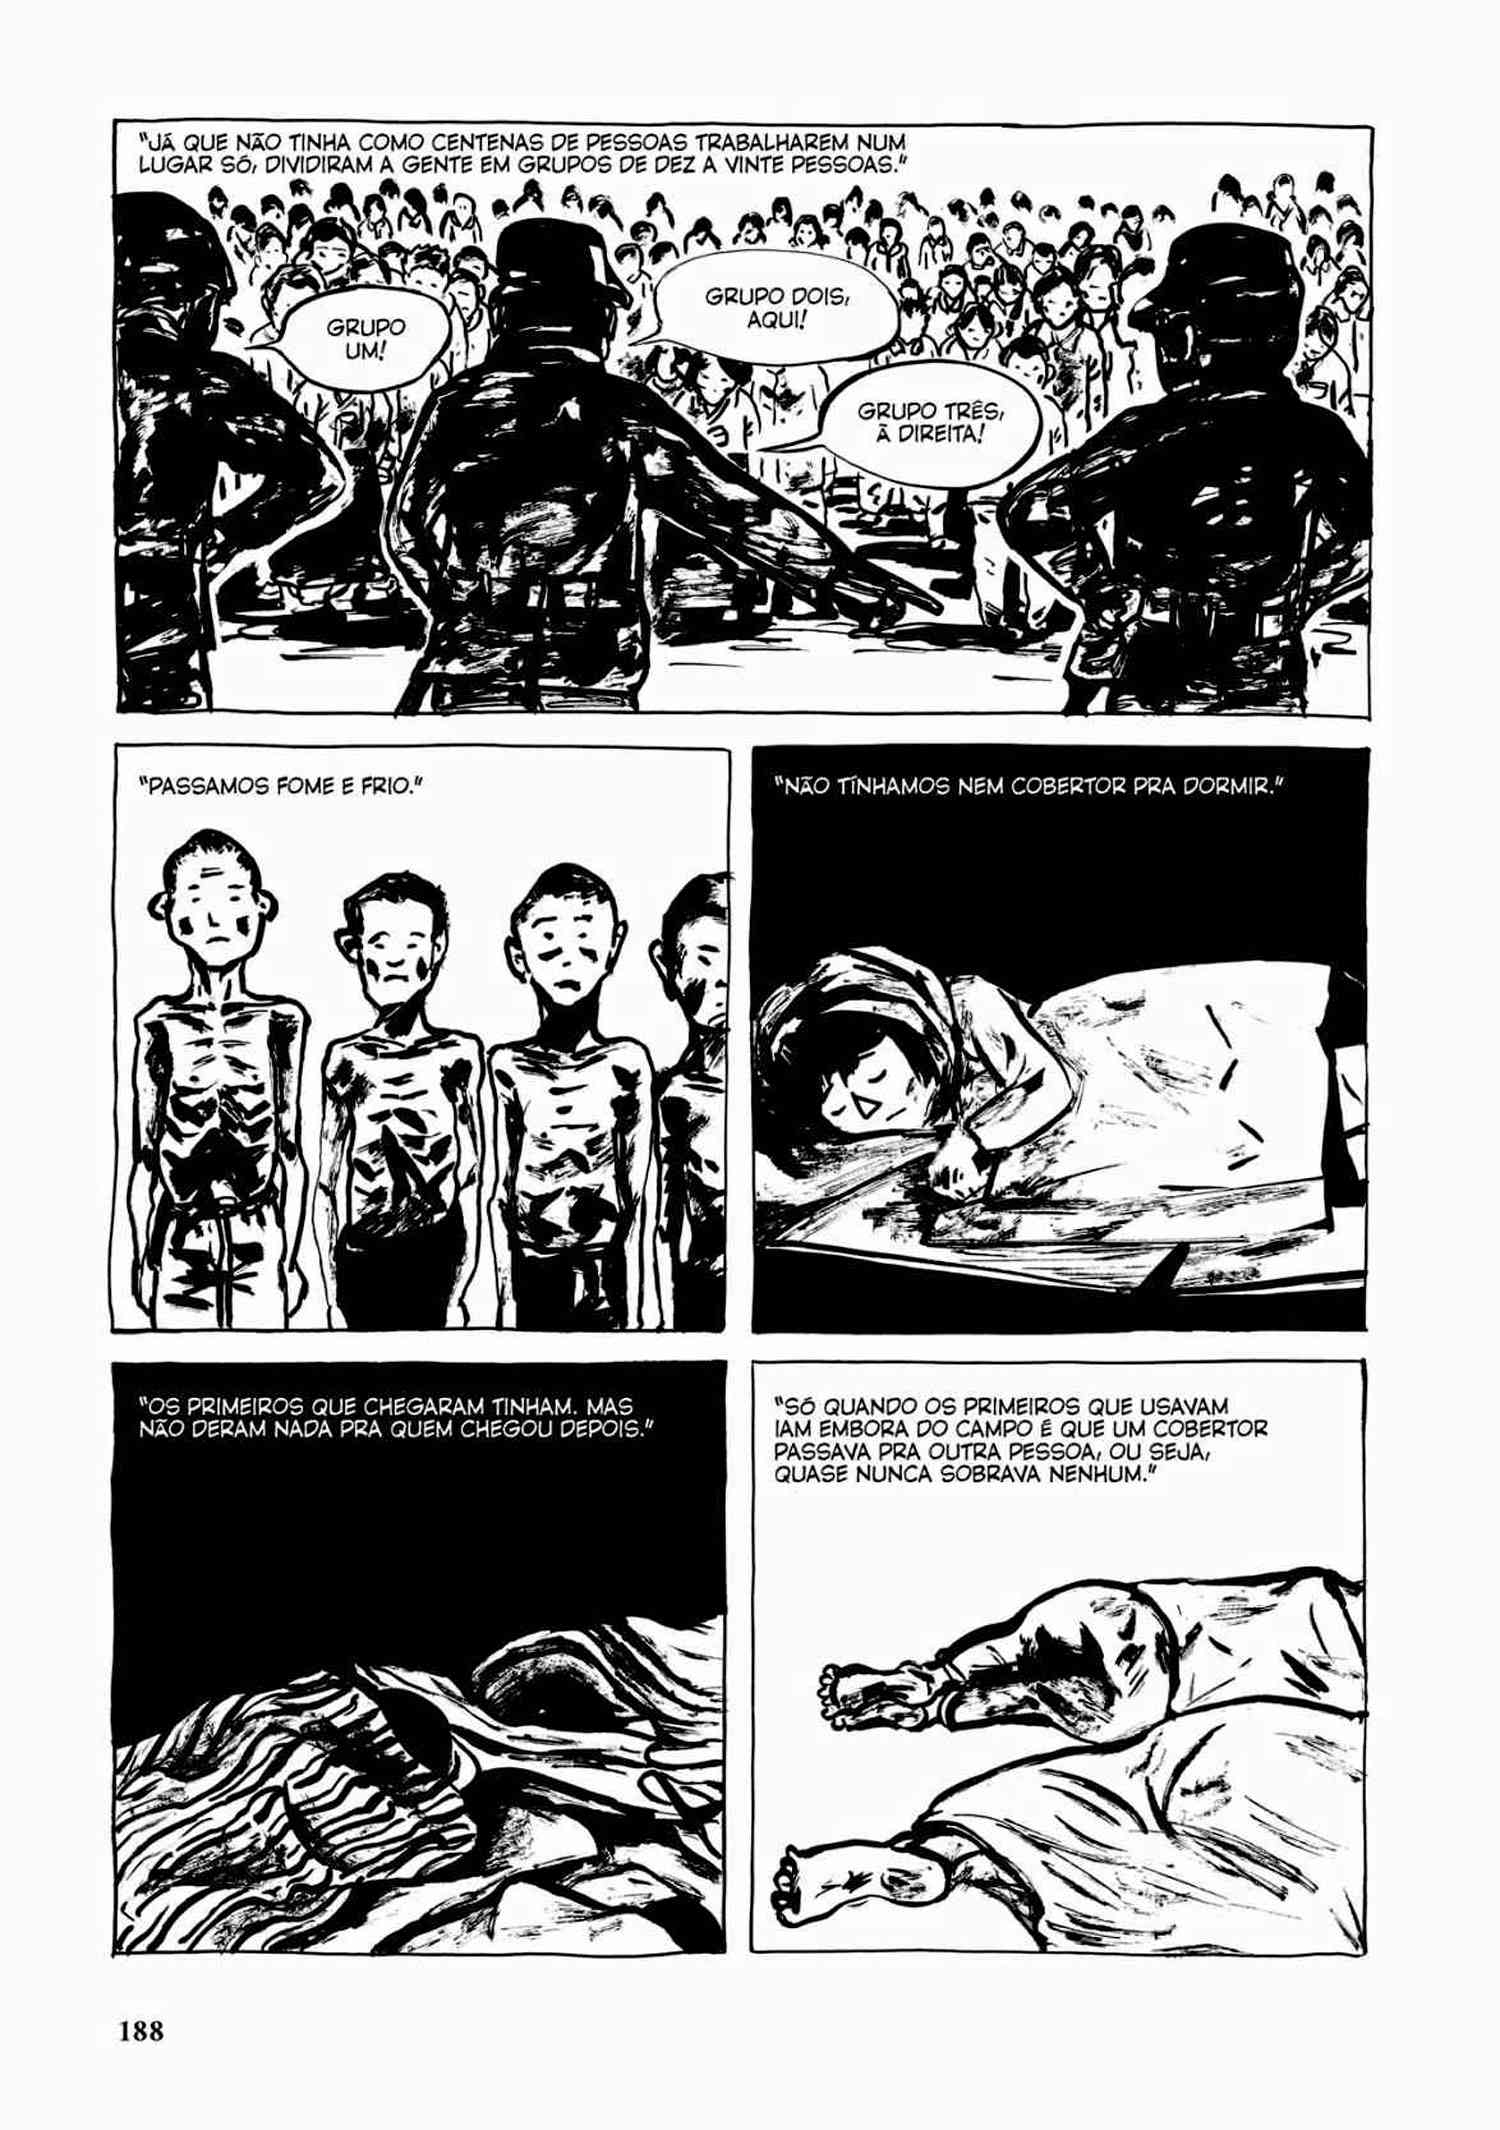 "JÁ QUE NÃO TINHA COMO CENTENAS DE PESSOAS TRABALHAREM NUM
LUGAR SÓ, DIVIDIRAM A GENTE EM GRUPOS DE DEZ A VINTE PESSOAS."
GRUPO
UM!
GRUPO DOIS,
AQUI!
GRUPO TRÊS,
À DIREITA!
"PASSAMOS FOME E FRIO."
"NÃO TÍNHAMOS NEM COBERTOR PRA DORMIR."
"OS PRIMEIROS QUE CHEGARAM TINHAM. MAS
NÃO DERAM NADA PRA QUEM CHEGOU DEPOIS."
"SÓ QUANDO OS PRIMEIROS QUE USAVAM
IAM EMBORA DO CAMPO É QUE UM COBERTOR
PASSAVA PRA OUTRA PESSOA, OU SEJA,
QUASE NUNCA SOBRAVA NENHUM."
188